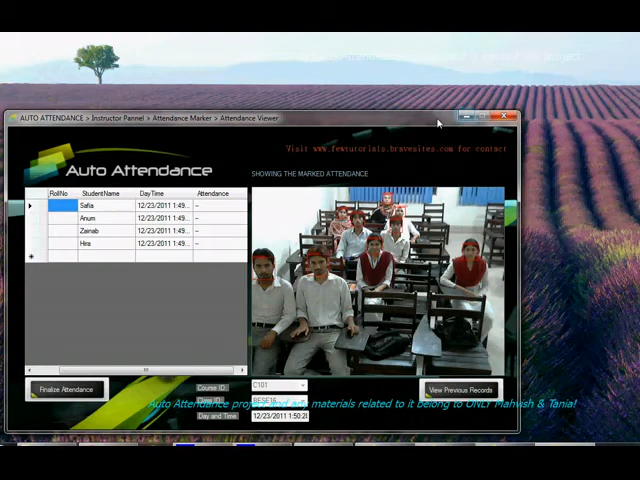 AUTO ATTENDANCE > Instructor Pannel > Attendance Marker > Attendance Viewer
Visit www.fewtutorials.bravesites.com for contact
Auto Attendance
SHOWING THE MARKED ATTENDANCE
RollNo StudentName DayTime Attendance
Safia 12/23/2011 1:49... --
Anum 12/23/2011 1:49... --
Zainab 12/23/2011 1:49... --
Hira 12/23/2011 1:49... --
Finalize Attendance
Course ID C101
Class ID BESE16
View Previous Records
Auto Attendance project and any materials related to it belong to ONLY Mahvish & Tania!
Day and Time 12/23/2011 1:50:2